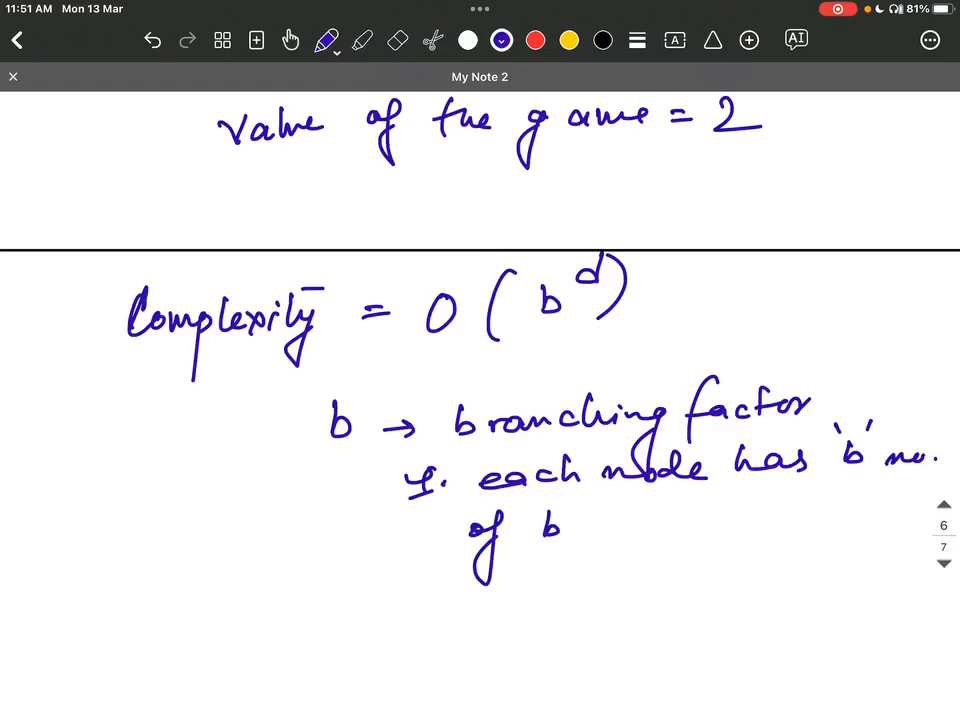 11:51 AM Mon 13 Mar
81%
A
AI
My Note 2
value of the game = 2
Complexity = O ( b^d )
b → branching factor
each node has 'b' no.
of b
6
7